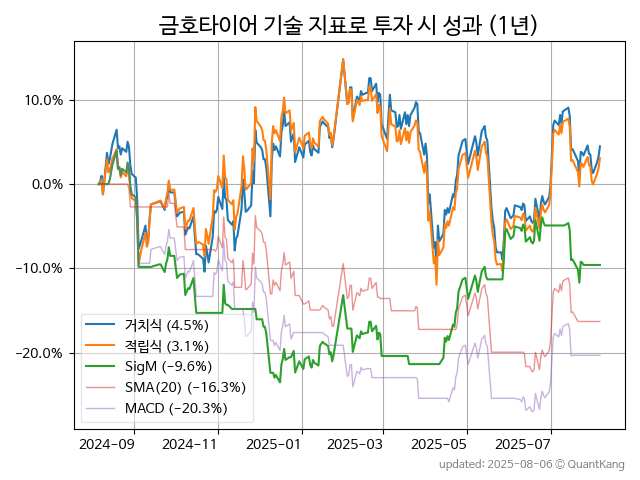 금호타이어 기술 지표로 투자 시 성과 (1년)
10.0%
0.0%
−10.0%
−20.0%
거치식 (4.5%)
적립식 (3.1%)
SigM (−9.6%)
SMA(20) (−16.3%)
MACD (−20.3%)
2024-09
2024-11
2025-01
2025-03
2025-05
2025-07
updated: 2025-08-06 © QuantKang